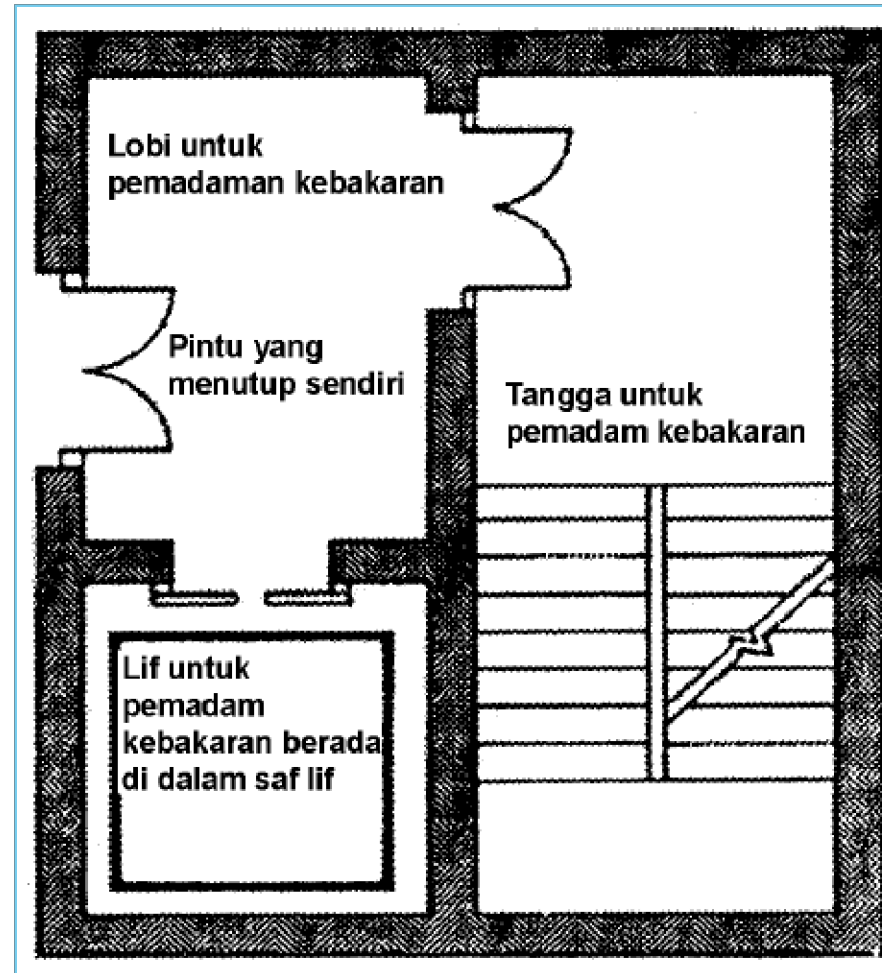 Lobi untuk
pemadaman kebakaran
Pintu yang
menutup sendiri
Tangga untuk
pemadam kebakaran
Lif untuk
pemadam
kebakaran berada
di dalam saf lif